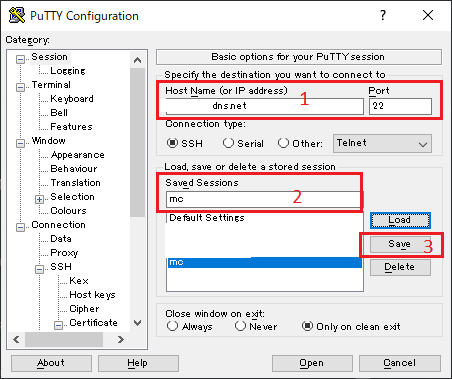 PuTTY Configuration
Category:
Session
Logging
Terminal
Keyboard
Bell
Features
Window
Appearance
Behaviour
Translation
Selection
Colours
Connection
Data
Proxy
SSH
Kex
Host keys
Cipher
Certificate
Basic options for your PuTTY session
Specify the destination you want to connect to
Host Name (or IP address) 1 Port
dns.net 22
Connection type:
SSH Serial Other: Telnet
Load, save or delete a stored session
Saved Sessions 2
mc
Default Settings
mc
Load
Save 3
Delete
Close window on exit:
Always Never Only on clean exit
About Help Open Cancel